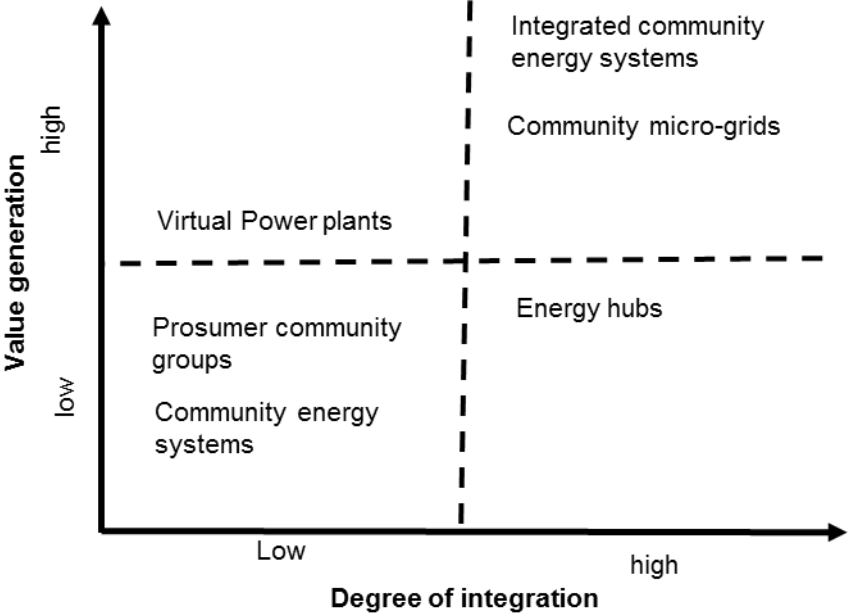 Integrated community
energy systems
Community micro-grids
high
Virtual Power plants
Value generation
Energy hubs
Prosumer community
groups
low
Community energy
systems
Low
high
Degree of integration